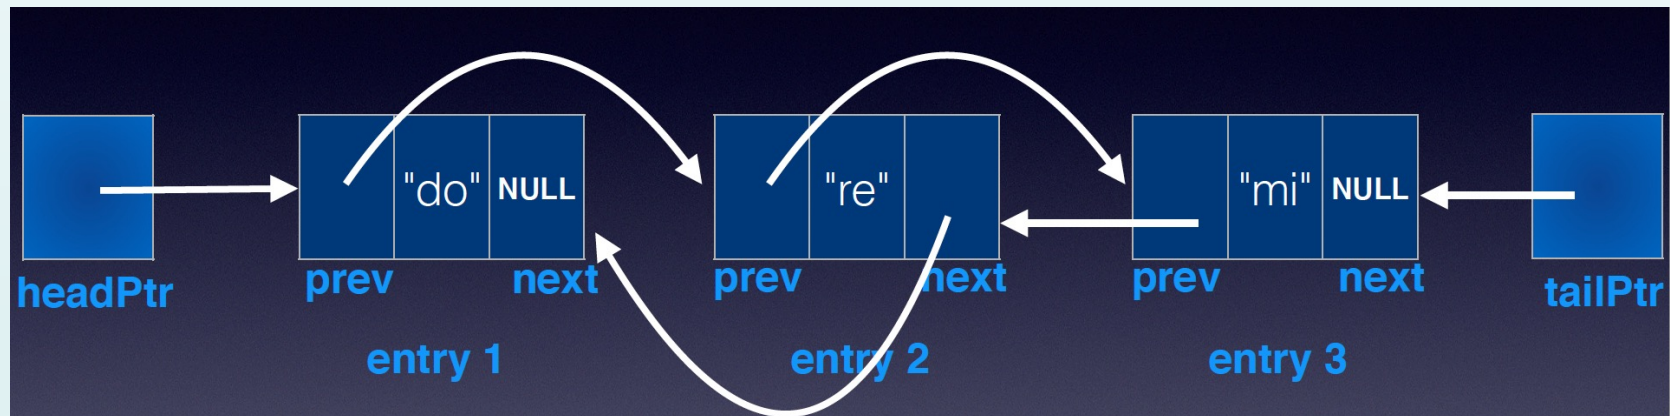 "do" NULL "re" "mi" NULL
headPtr prev next prev next prev next tailPtr
entry 1 entry 2 entry 3